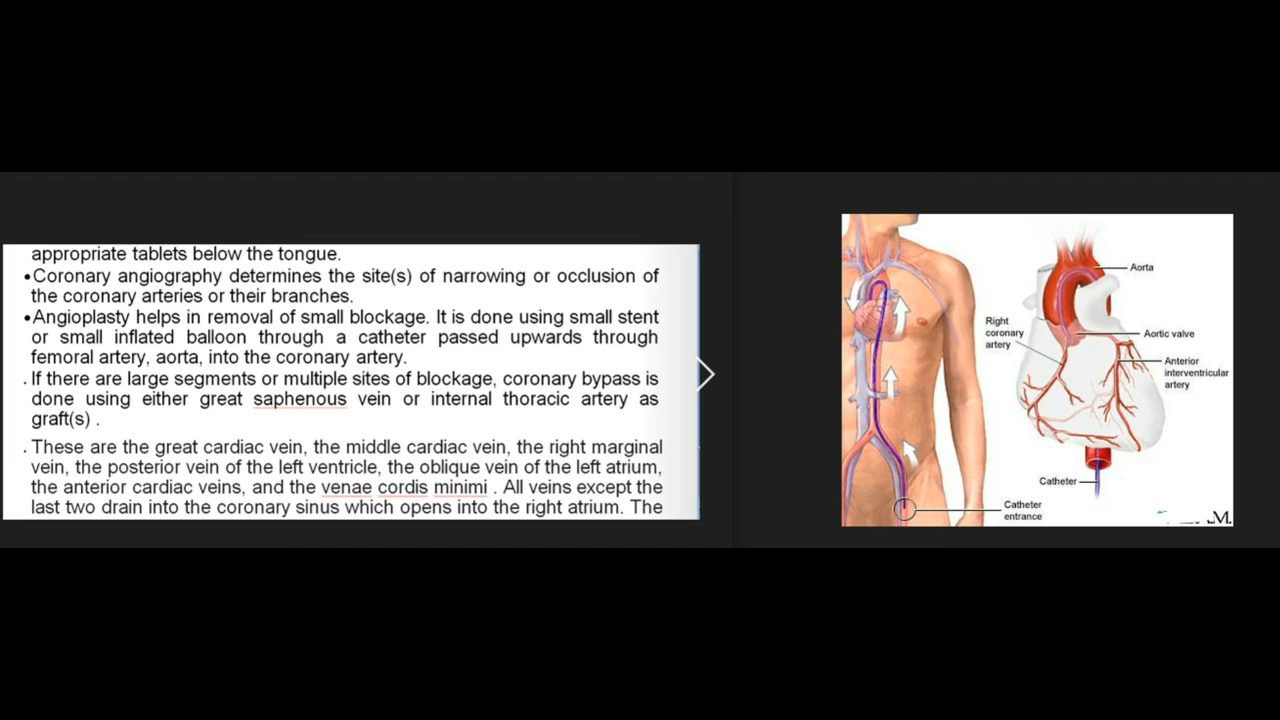 appropriate tablets below the tongue.
•Coronary angiography determines the site(s) of narrowing or occlusion of
the coronary arteries or their branches.
•Angioplasty helps in removal of small blockage. It is done using small stent
or small inflated balloon through a catheter passed upwards through
femoral artery, aorta, into the coronary artery.
. If there are large segments or multiple sites of blockage, coronary bypass is
done using either great saphenous vein or internal thoracic artery as
graft(s) .
. These are the great cardiac vein, the middle cardiac vein, the right marginal
vein, the posterior vein of the left ventricle, the oblique vein of the left atrium,
the anterior cardiac veins, and the venae cordis minimi . All veins except the
last two drain into the coronary sinus which opens into the right atrium. The
Aorta
Right
coronary
artery
Aortic valve
Anterior
interventricular
artery
Catheter
Catheter
entrance